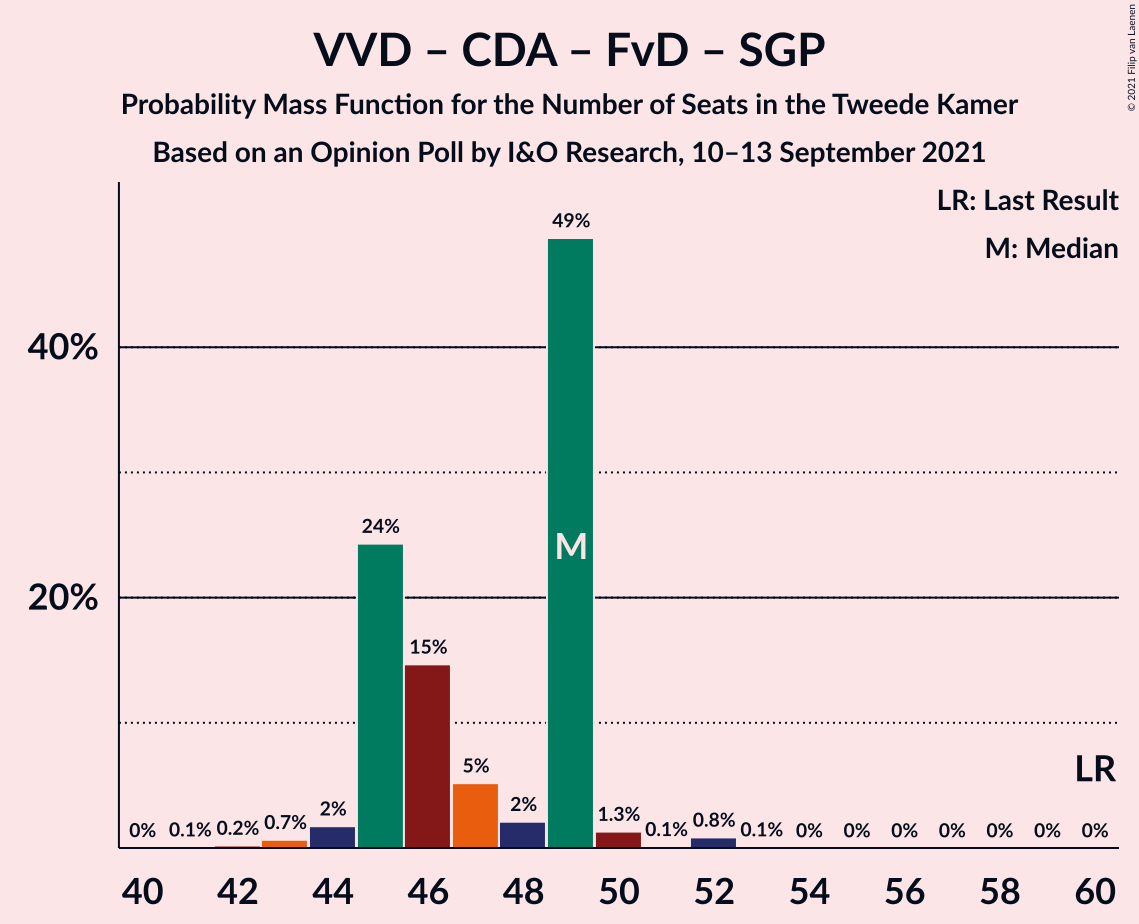 VVD – CDA – FvD – SGP
Probability Mass Function for the Number of Seats in the Tweede Kamer
Based on an Opinion Poll by I&O Research, 10–13 September 2021
© 2021 Filip van Laenen
LR: Last Result
M: Median
49%
40%
M
24%
20%
15%
LR
5%
0% 0.1% 0.2% 0.7% 2% 2% 1.3% 0.1% 0.8% 0.1% 0% 0% 0% 0% 0% 0% 0%
40 42 44 46 48 50 52 54 56 58 60